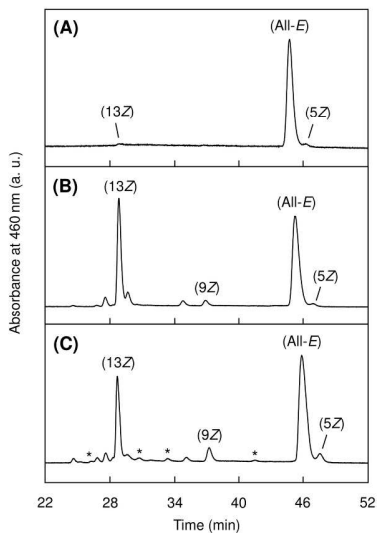 (A)
(All-E)
(13Z)
(5Z)
(B)
(13Z)
(All-E)
(9Z)
(5Z)
(C)
(13Z)
(All-E)
(9Z)
(5Z)
* * * *
Absorbance at 460 nm (a. u.)
22 28 34 40 46 52
Time (min)